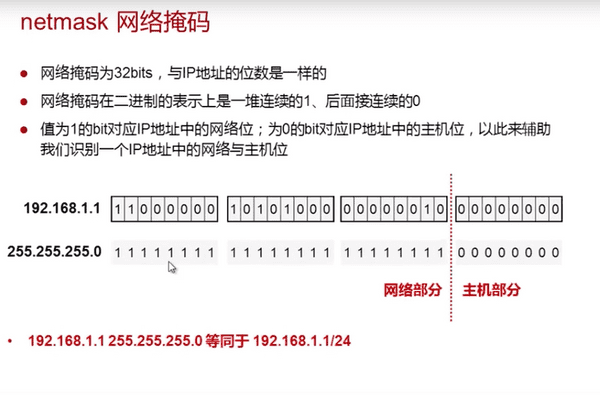 netmask 网络掩码
● 网络掩码为32bits，与IP地址的位数是一样的
● 网络掩码在二进制的表示上是一堆连续的1、后面接连续的0
● 值为1的bit对应IP地址中的网络位；为0的bit对应IP地址中的主机位，以此来辅助
我们识别一个IP地址中的网络与主机位
192.168.1.1 1 1 0 0 0 0 0 0 1 0 1 0 1 0 0 0 0 0 0 0 0 0 1 0 0 0 0 0 0 0 0 0
255.255.255.0 1 1 1 1 1 1 1 1 1 1 1 1 1 1 1 1 1 1 1 1 1 1 1 1 0 0 0 0 0 0 0 0
网络部分 主机部分
• 192.168.1.1 255.255.255.0 等同于 192.168.1.1/24